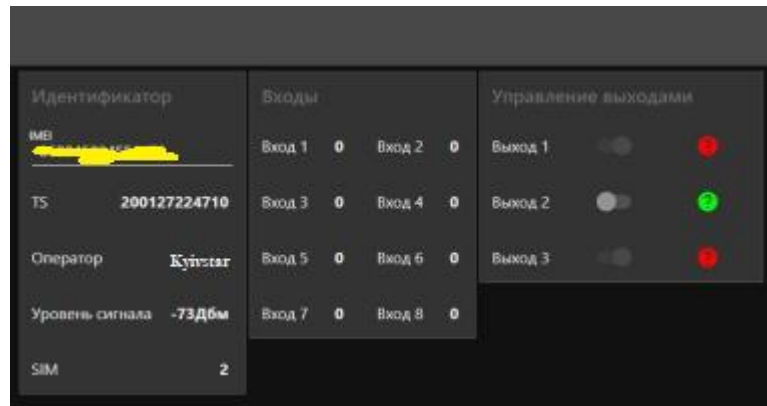 Идентификатор
IMEI
TS 200127224710
Оператор Kyivstar
Уровень сигнала -73Дбм
SIM 2
Входы
Вход 1 0 Вход 2 0
Вход 3 0 Вход 4 0
Вход 5 0 Вход 6 0
Вход 7 0 Вход 8 0
Управление выходами
Выход 1 ?
Выход 2 ?
Выход 3 ?